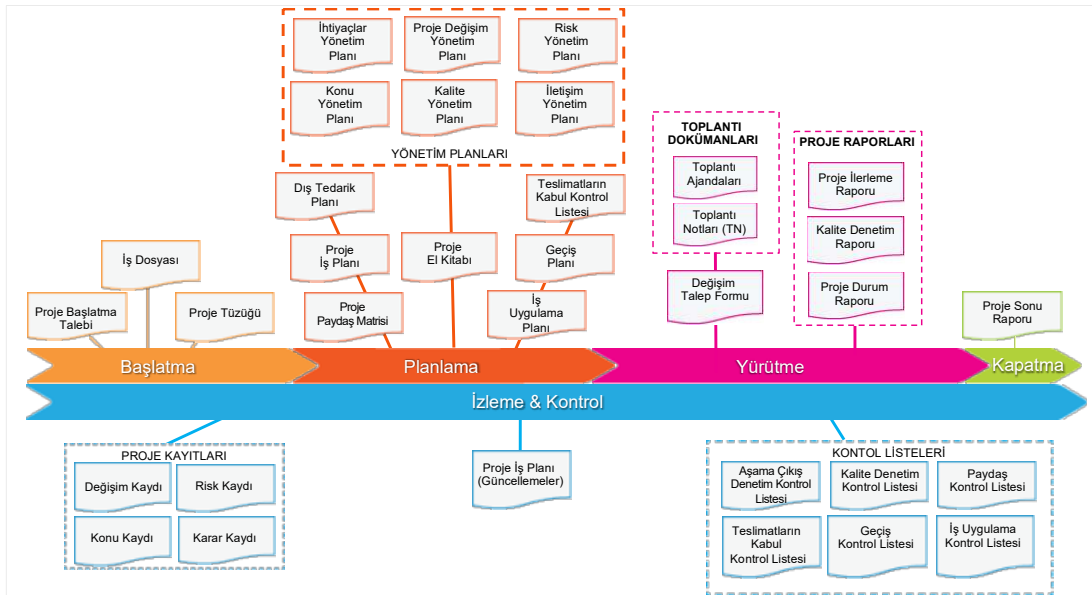 İhtiyaçlar
Yönetim
Planı
Proje Değişim
Yönetim
Planı
Risk
Yönetim
Planı
Konu
Yönetim
Planı
Kalite
Yönetim
Planı
İletişim
Yönetim
Planı
YÖNETİM PLANLARI
TOPLANTI
DOKÜMANLARI
Toplantı
Ajandaları
Toplantı
Notları (TN)
Değişim
Talep Formu
PROJE RAPORLARI
Proje İlerleme
Raporu
Kalite Denetim
Raporu
Proje Durum
Raporu
Dış Tedarik
Planı
Proje
İş Planı
Proje
Paydaş Matrisi
Proje
El Kitabı
Teslimatların
Kabul Kontrol
Listesi
Geçiş
Planı
İş
Uygulama
Planı
İş Dosyası
Proje Başlatma
Talebi
Proje Tüzüğü
Proje Sonu
Raporu
Başlatma
Planlama
Yürütme
Kapatma
İzleme & Kontrol
PROJE KAYITLARI
Değişim Kaydı
Risk Kaydı
Konu Kaydı
Karar Kaydı
Proje İş Planı
(Güncellemeler)
KONTOL LİSTELERİ
Aşama Çıkış
Denetim Kontrol
Listesi
Kalite Denetim
Kontrol Listesi
Paydaş
Kontrol Listesi
Teslimatların
Kabul
Kontrol Listesi
Geçiş
Kontrol Listesi
İş Uygulama
Kontrol Listesi